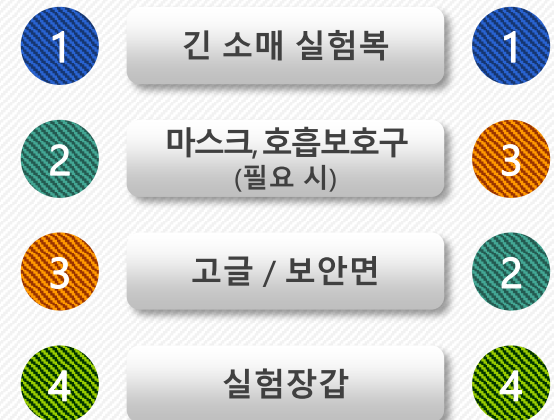 1 긴 소매 실험복 1
2 마스크, 호흡보호구 3
(필요 시)
3 고글 / 보안면 2
4 실험장갑 4